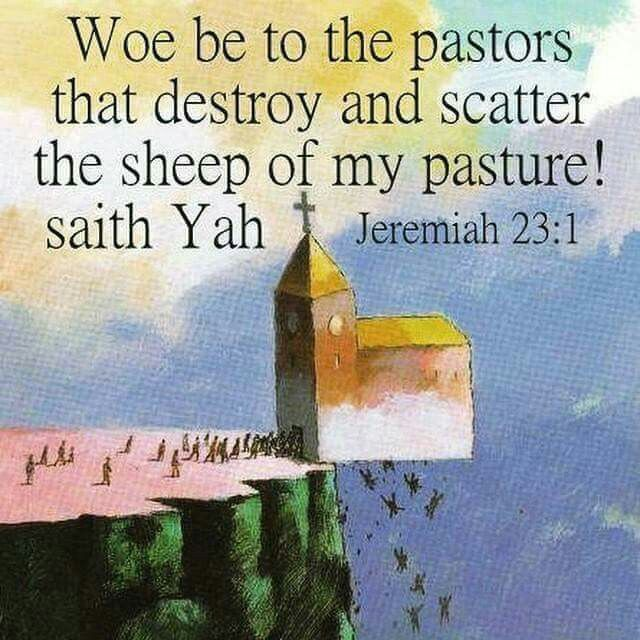 Woe be to the pastors
that destroy and scatter
the sheep of my pasture!
saith Yah Jeremiah 23:1